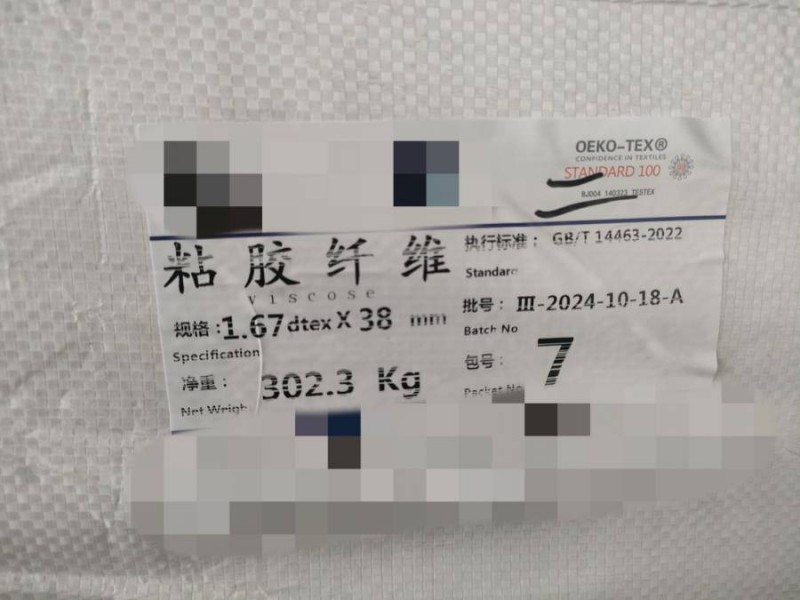 OEKO-TEX®
CONFIDENCE IN TEXTILES
STANDARD 100
BJ004 140323 TESTEX
粘胶纤维
Viscose
规格:1.67dtex X 38 mm
Specification
净重: 302.3 Kg
Net Weigh
执行标准: GB/T 14463-2022
Standard
批号: III-2024-10-18-A
Batch No
包号: 7
Packet No